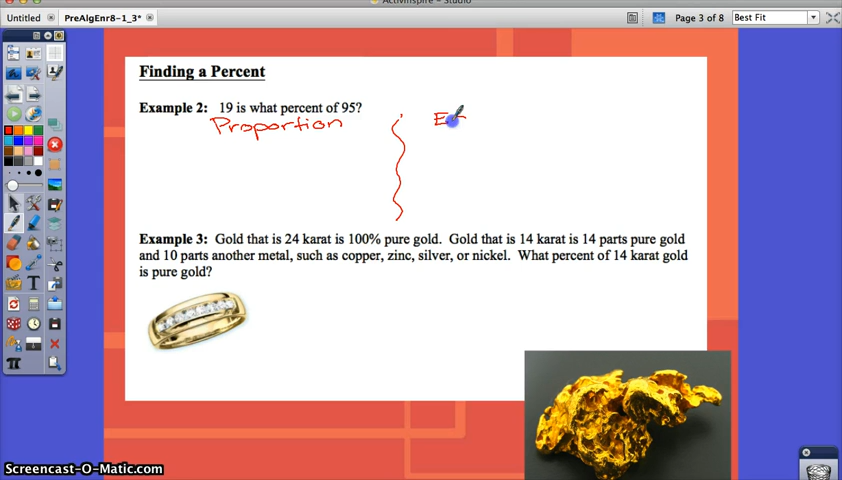 ActivInspire - Studio
Untitled
PreAlgEnr8-1_3*
Page 3 of 8
Best Fit
Finding a Percent
Example 2: 19 is what percent of 95?
Proportion
Example 3: Gold that is 24 karat is 100% pure gold. Gold that is 14 karat is 14 parts pure gold
and 10 parts another metal, such as copper, zinc, silver, or nickel. What percent of 14 karat gold
is pure gold?
Screencast-O-Matic.com